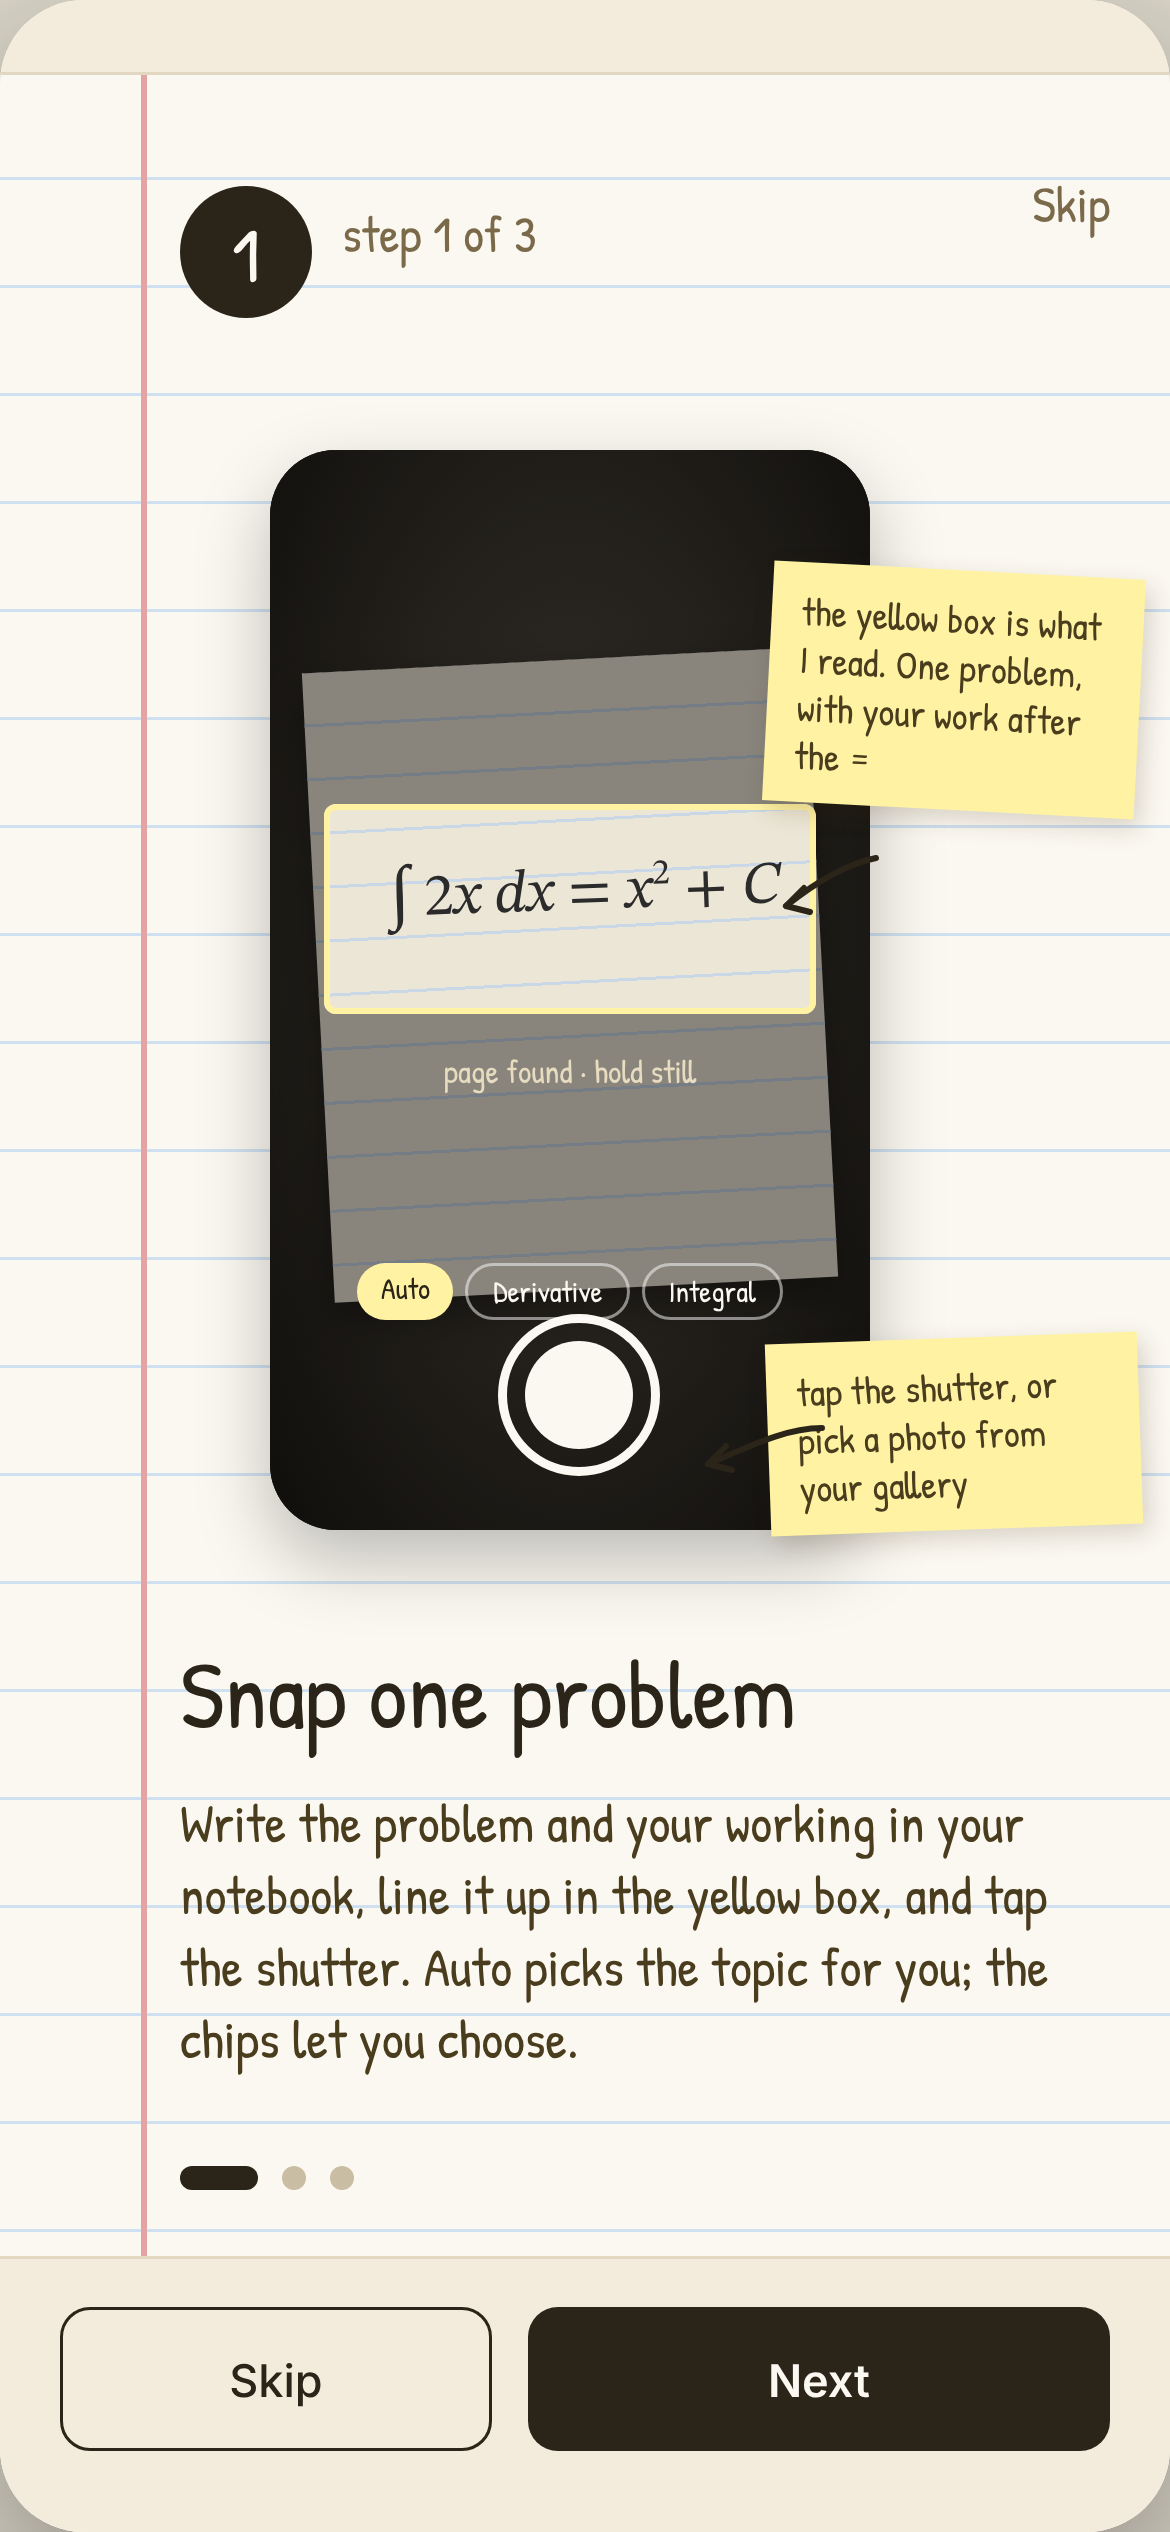 1
step 1 of 3
Skip
the yellow box is what
I read. One problem,
with your work after
the =
∫ 2x dx = x² + C
page found · hold still
Auto
Derivative
Integral
tap the shutter, or
pick a photo from
your gallery
Snap one problem
Write the problem and your working in your
notebook, line it up in the yellow box, and tap
the shutter. Auto picks the topic for you; the
chips let you choose.
Skip
Next